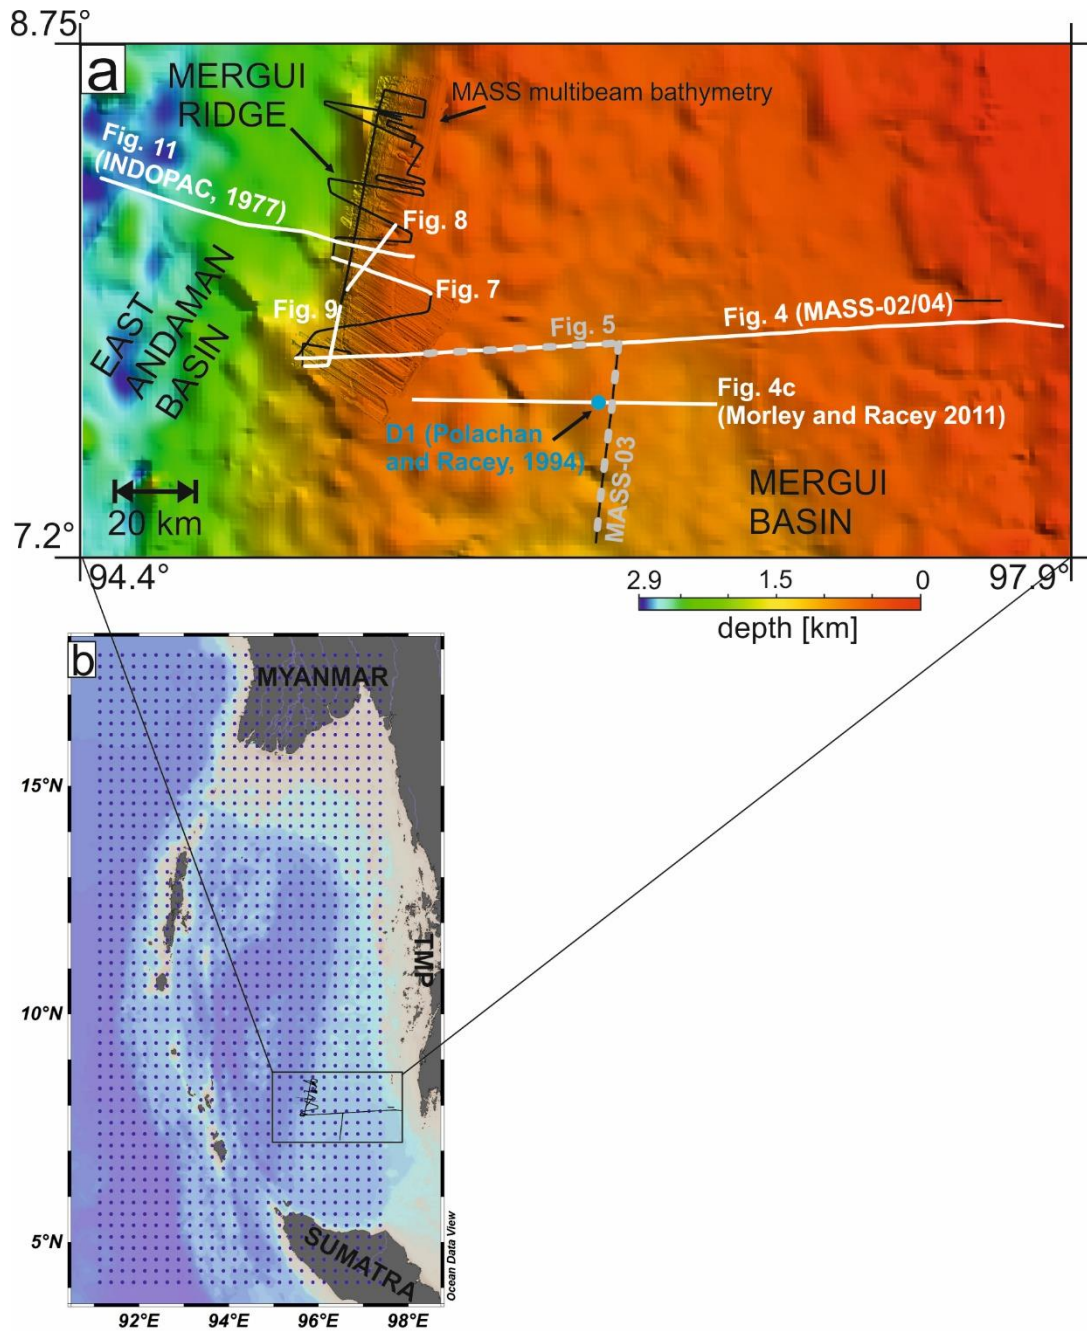 8.75°
a
MERGUI
RIDGE
MASS multibeam bathymetry
Fig. 11
(INDOPAC, 1977)
Fig. 8
Fig. 7
Fig. 9
EAST
ANDAMAN
BASIN
Fig. 5
Fig. 4 (MASS-02/04)
Fig. 4c
(Morley and Racey 2011)
D1 (Polachan
and Racey, 1994)
MASS-03
MERGUI
BASIN
20 km
7.2°
94.4°
97.9°
2.9 1.5 0
depth [km]
b
MYANMAR
15°N
TMP
10°N
5°N
SUMATRA
Ocean Data View
92°E 94°E 96°E 98°E